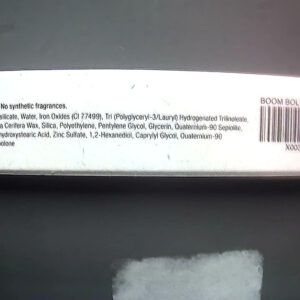 No synthetic fragrances.
silicate, Water, Iron Oxides (CI 77499), Tri (Polyglyceryl-3/Lauryl) Hydrogenated Trilinoleate,
a Cerifera Wax, Silica, Polyethylene, Pentylene Glycol, Glycerin, Quaternium-90 Sepiolite,
hydroxystearic Acid, Zinc Sulfate, 1,2-Hexanediol, Caprylyl Glycol, Quaternium-90
BOOM BOL
X000